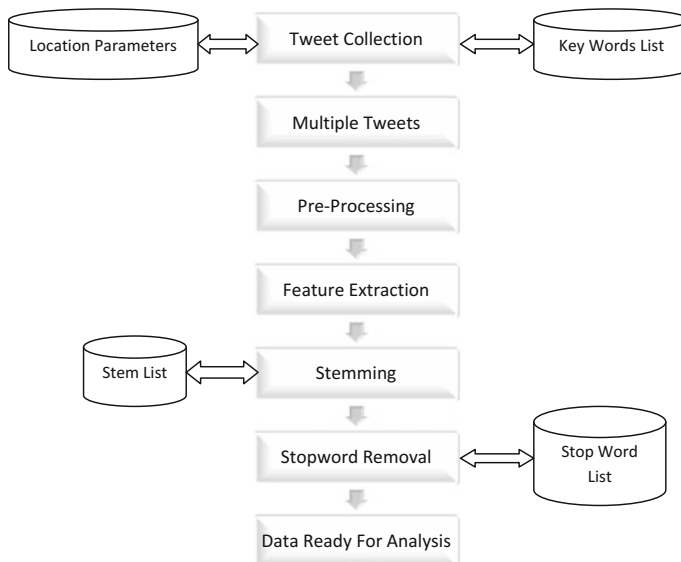 Location Parameters
Tweet Collection
Key Words List
Multiple Tweets
Pre-Processing
Feature Extraction
Stem List
Stemming
Stopword Removal
Stop Word
List
Data Ready For Analysis